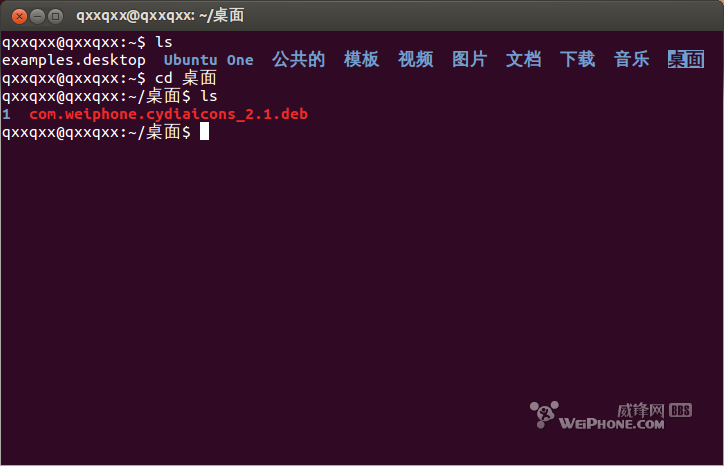 qxxqxx@qxxqxx: ~/桌面
qxxqxx@qxxqxx:~$ ls
examples.desktop  Ubuntu One  公共的  模板  视频  图片  文档  下载  音乐  桌面
qxxqxx@qxxqxx:~$ cd 桌面
qxxqxx@qxxqxx:~/桌面$ ls
1  com.weiphone.cydiaicons_2.1.deb
qxxqxx@qxxqxx:~/桌面$
威锋网 BBS
WEIPHONE.COM